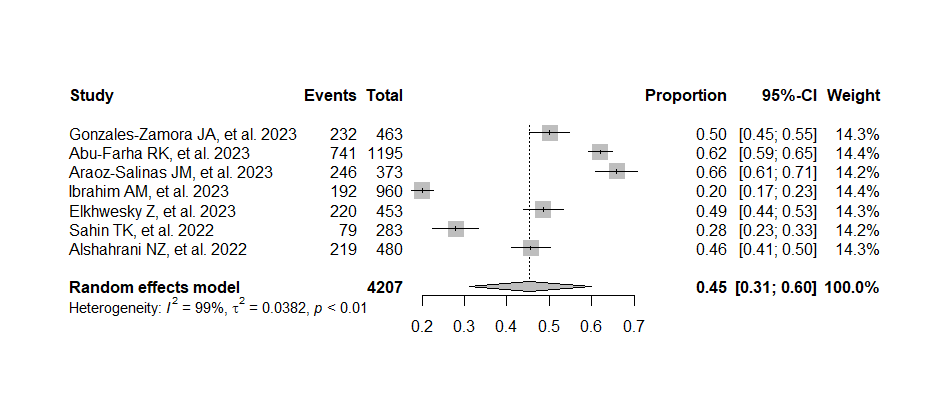 Study Events Total Proportion 95%-CI Weight
Gonzales-Zamora JA, et al. 2023 232 463 0.50 [0.45; 0.55] 14.3%
Abu-Farha RK, et al. 2023 741 1195 0.62 [0.59; 0.65] 14.4%
Araoz-Salinas JM, et al. 2023 246 373 0.66 [0.61; 0.71] 14.2%
Ibrahim AM, et al. 2023 192 960 0.20 [0.17; 0.23] 14.4%
Elkhwesky Z, et al. 2023 220 453 0.49 [0.44; 0.53] 14.3%
Sahin TK, et al. 2022 79 283 0.28 [0.23; 0.33] 14.2%
Alshahrani NZ, et al. 2022 219 480 0.46 [0.41; 0.50] 14.3%
Random effects model 4207 0.45 [0.31; 0.60] 100.0%
Heterogeneity: I² = 99%, τ² = 0.0382, p < 0.01
0.2 0.3 0.4 0.5 0.6 0.7